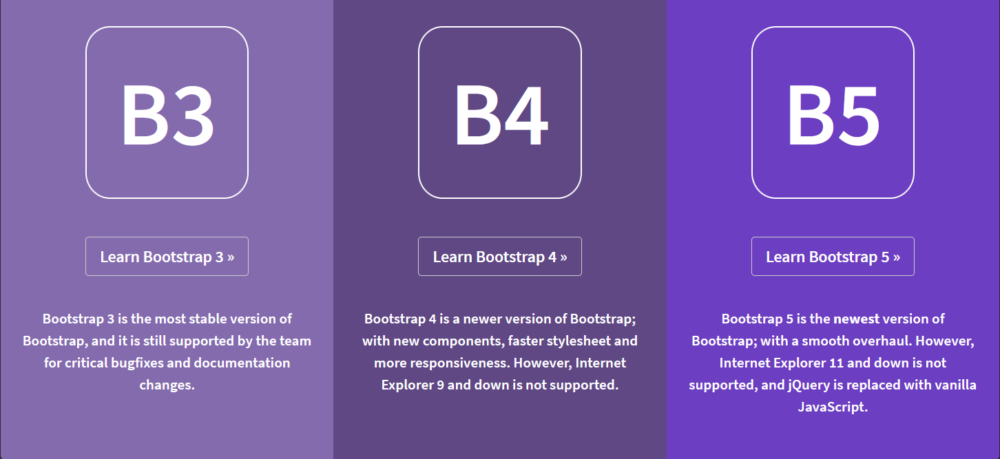 B3
Learn Bootstrap 3 »
Bootstrap 3 is the most stable version of
Bootstrap, and it is still supported by the team
for critical bugfixes and documentation
changes.
B4
Learn Bootstrap 4 »
Bootstrap 4 is a newer version of Bootstrap;
with new components, faster stylesheet and
more responsiveness. However, Internet
Explorer 9 and down is not supported.
B5
Learn Bootstrap 5 »
Bootstrap 5 is the newest version of
Bootstrap; with a smooth overhaul. However,
Internet Explorer 11 and down is not
supported, and jQuery is replaced with vanilla
JavaScript.